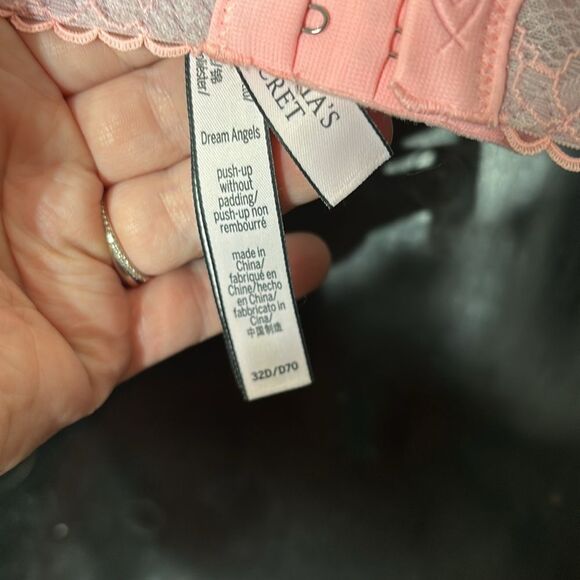 Dream Angels
push-up
without
padding/
push-up non
rembourré
made in
China/
fabriqué en
Chine/hecho
en China/
fabbricato in
Cina/
中国制造
32D/D70
A'S
CRET